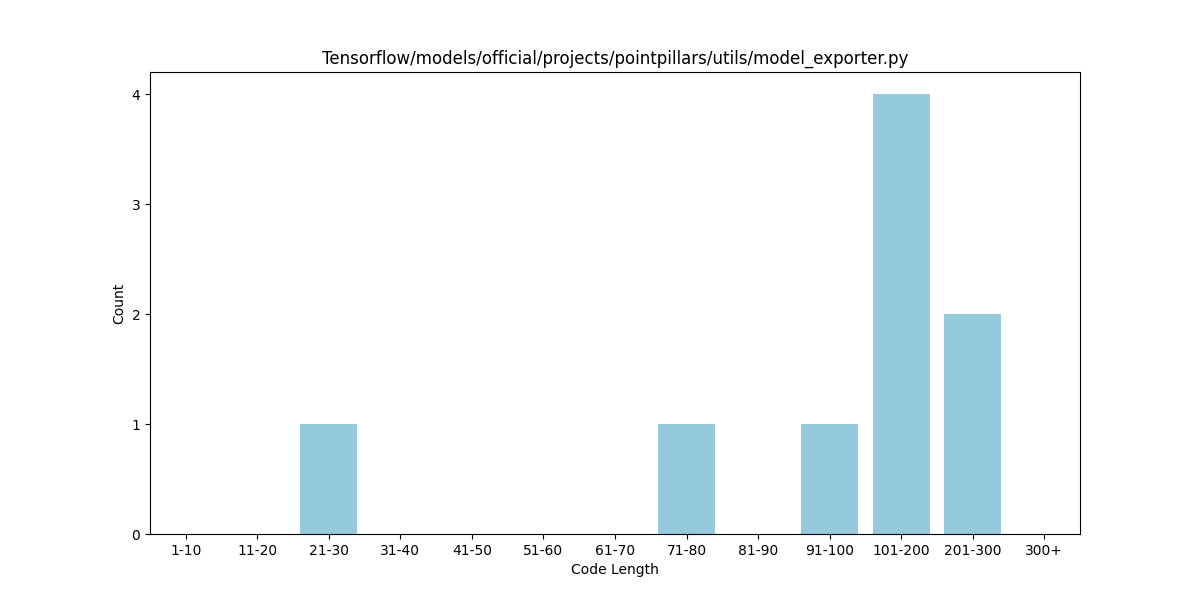 Tensorflow/models/official/projects/pointpillars/utils/model_exporter.py
4
3
2
1
0
Count
1-10 11-20 21-30 31-40 41-50 51-60 61-70 71-80 81-90 91-100 101-200 201-300 300+
Code Length